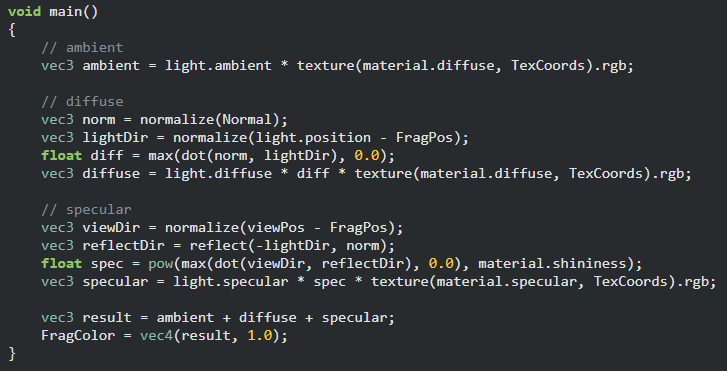 void main()
{
    // ambient
    vec3 ambient = light.ambient * texture(material.diffuse, TexCoords).rgb;

    // diffuse
    vec3 norm = normalize(Normal);
    vec3 lightDir = normalize(light.position - FragPos);
    float diff = max(dot(norm, lightDir), 0.0);
    vec3 diffuse = light.diffuse * diff * texture(material.diffuse, TexCoords).rgb;

    // specular
    vec3 viewDir = normalize(viewPos - FragPos);
    vec3 reflectDir = reflect(-lightDir, norm);
    float spec = pow(max(dot(viewDir, reflectDir), 0.0), material.shininess);
    vec3 specular = light.specular * spec * texture(material.specular, TexCoords).rgb;

    vec3 result = ambient + diffuse + specular;
    FragColor = vec4(result, 1.0);
}